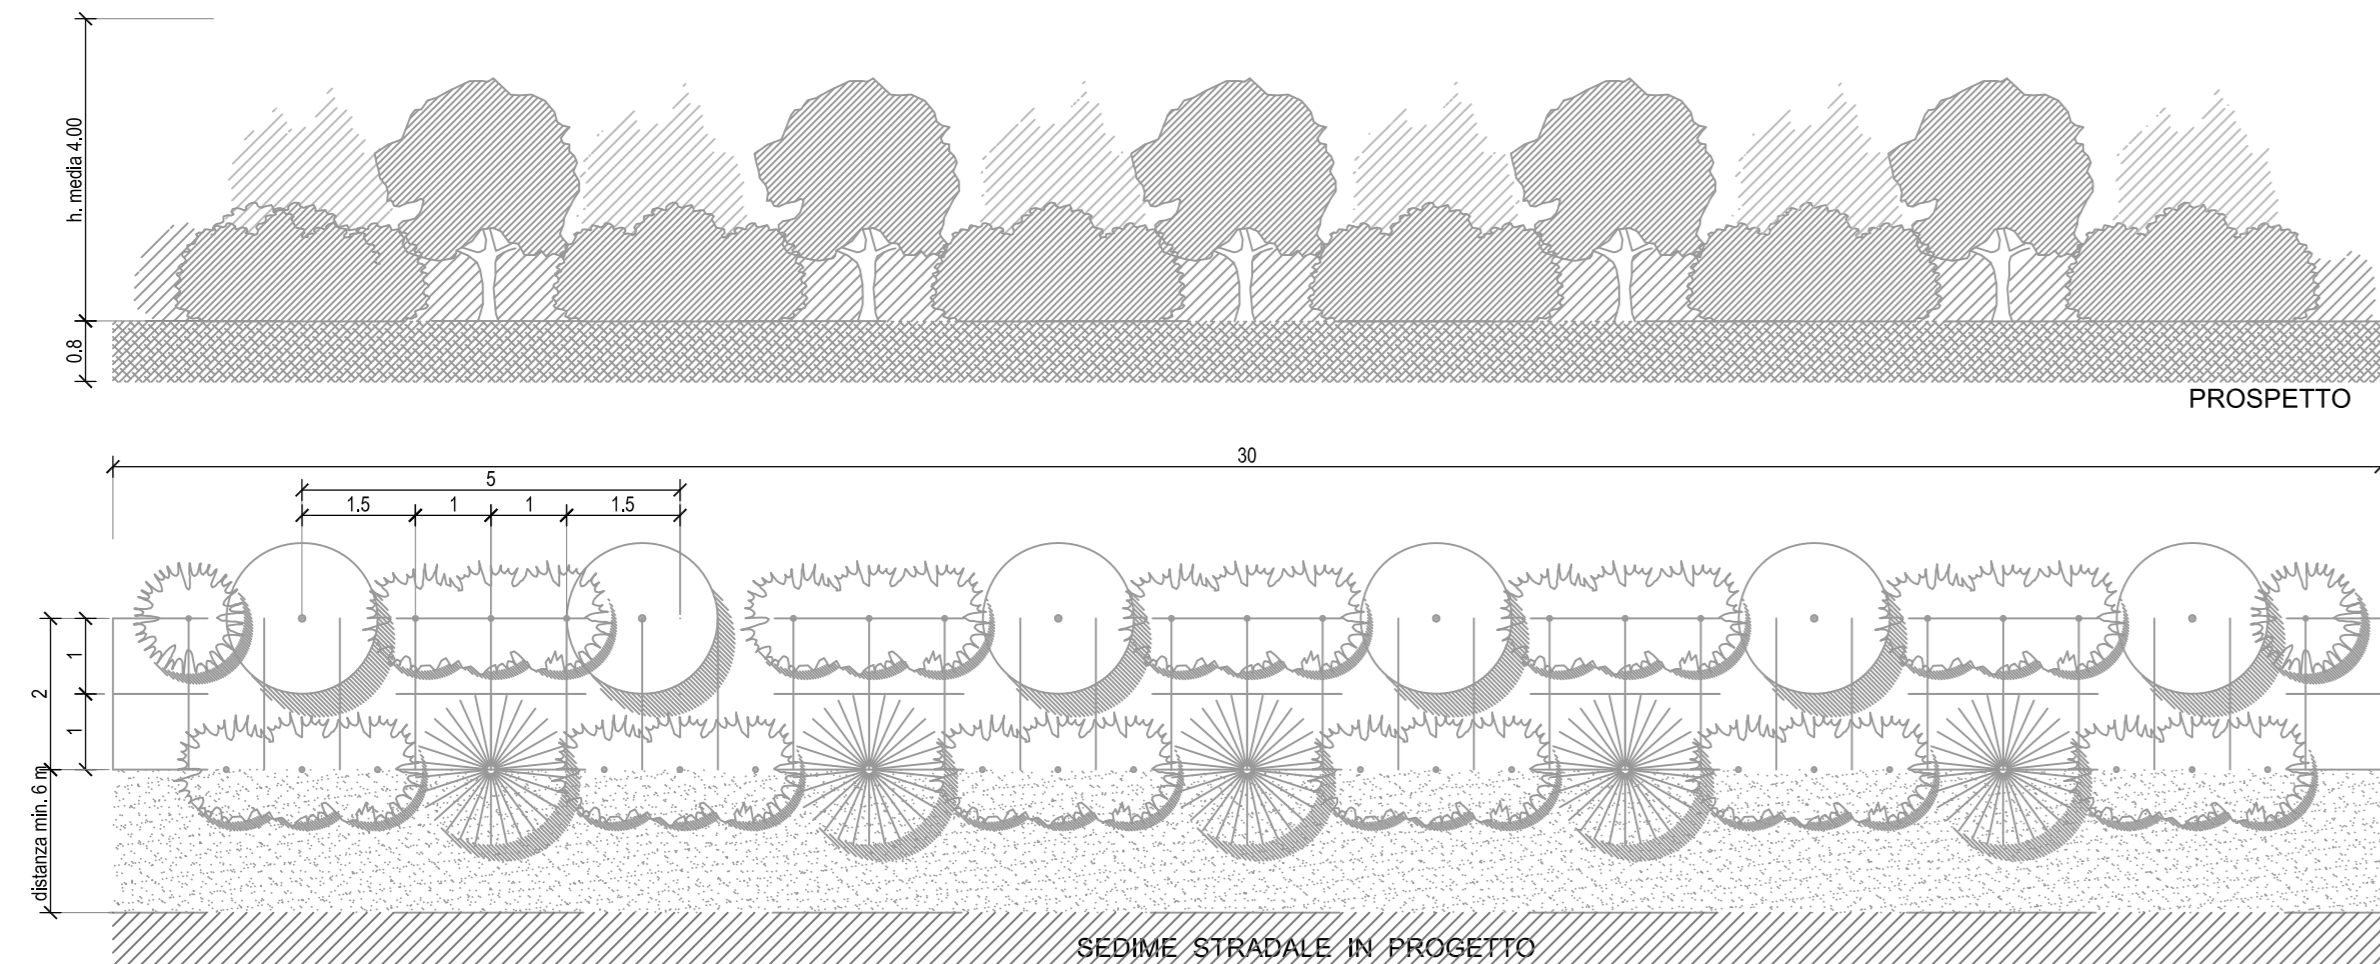 h. media 4.00
0.8
PROSPETTO
30
5
1.5
1
1
1.5
1
2
1
distanza min. 6 m
SEDIME STRADALE IN PROGETTO